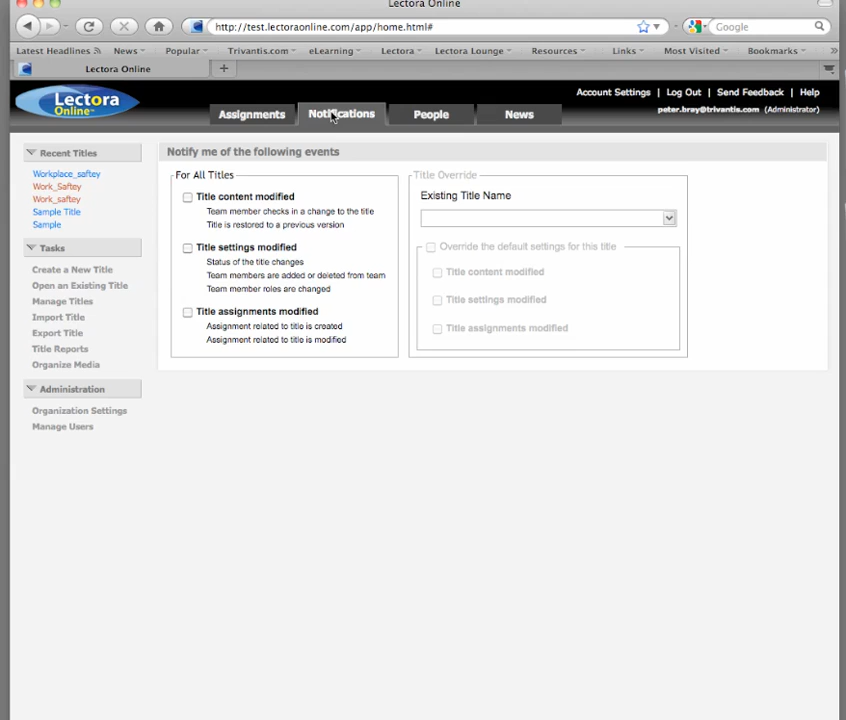 Lectora Online
http://test.lectoraonline.com/app/home.html#
Google
Latest Headlines News Popular Trivantis.com eLearning Lectora Lectora Lounge Resources Links Most Visited Bookmarks »
Lectora Online +
Lectora
Online
Account Settings | Log Out | Send Feedback | Help
peter.bray@trivantis.com (Administrator)
Assignments Notifications People News
Recent Titles
Workplace_saftey
Work_Saftey
Work_saftey
Sample Title
Sample
Tasks
Create a New Title
Open an Existing Title
Manage Titles
Import Title
Export Title
Title Reports
Organize Media
Administration
Organization Settings
Manage Users
Notify me of the following events
For All Titles
Title content modified
Team member checks in a change to the title
Title is restored to a previous version
Title settings modified
Status of the title changes
Team members are added or deleted from team
Team member roles are changed
Title assignments modified
Assignment related to title is created
Assignment related to title is modified
Title Override
Existing Title Name
Override the default settings for this title
Title content modified
Title settings modified
Title assignments modified